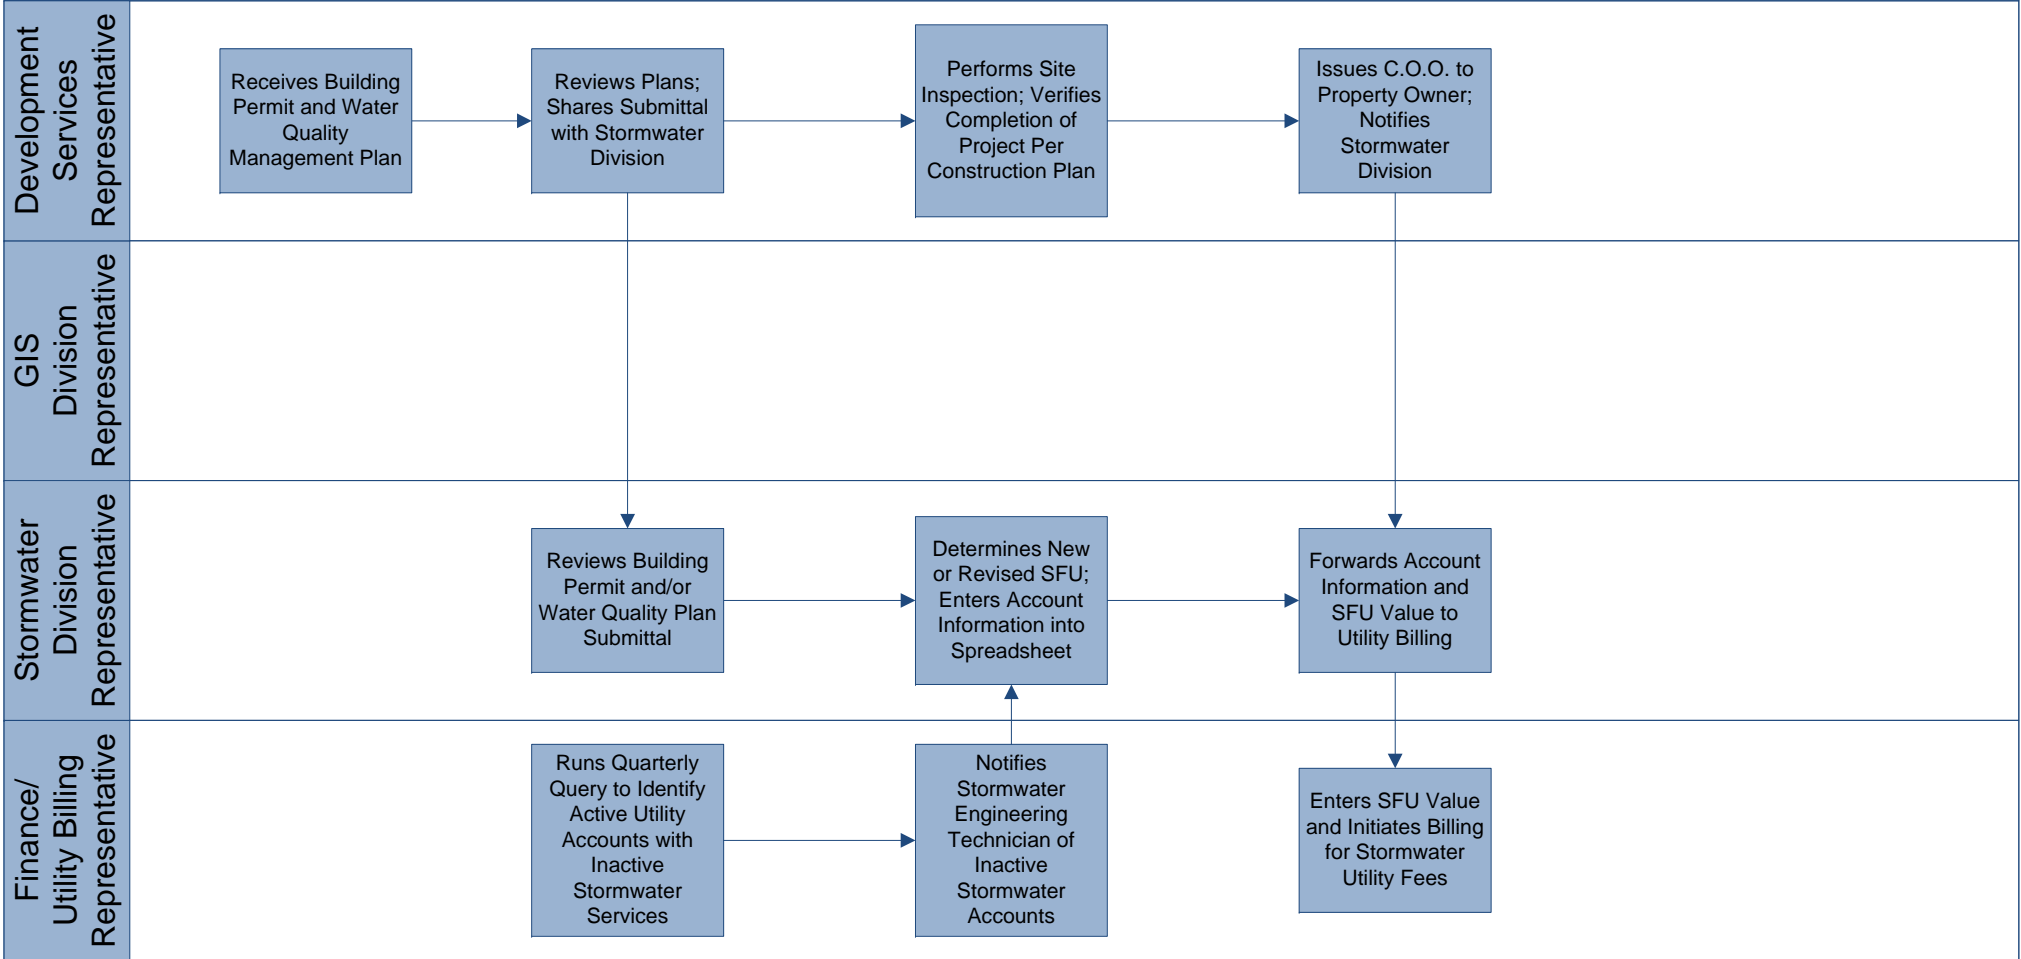 Development
Services
Representative
Receives Building
Permit and Water
Quality
Management Plan
Reviews Plans;
Shares Submittal
with Stormwater
Division
Performs Site
Inspection; Verifies
Completion of
Project Per
Construction Plan
Issues C.O.O. to
Property Owner;
Notifies
Stormwater
Division
GIS
Division
Representative
Stormwater
Division
Representative
Reviews Building
Permit and/or
Water Quality Plan
Submittal
Determines New
or Revised SFU;
Enters Account
Information into
Spreadsheet
Forwards Account
Information and
SFU Value to
Utility Billing
Finance/
Utility Billing
Representative
Runs Quarterly
Query to Identify
Active Utility
Accounts with
Inactive
Stormwater
Services
Notifies
Stormwater
Engineering
Technician of
Inactive
Stormwater
Accounts
Enters SFU Value
and Initiates Billing
for Stormwater
Utility Fees